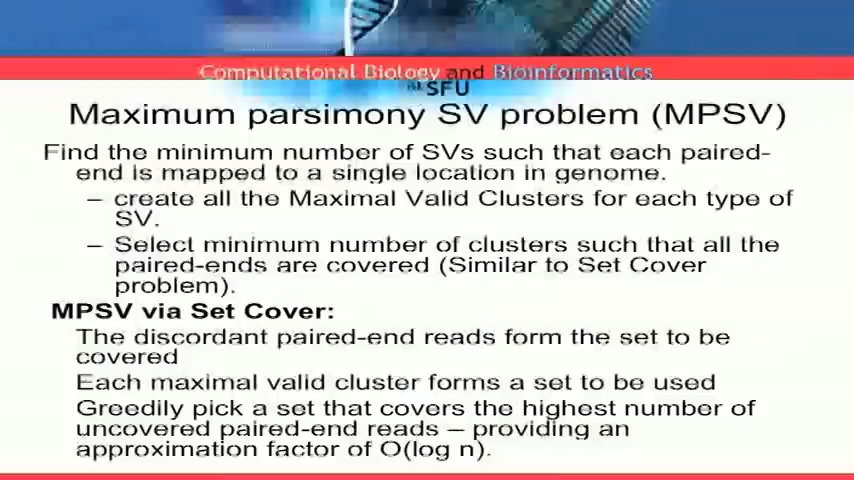 Computational Biology and Bioinformatics
at SFU
Maximum parsimony SV problem (MPSV)
Find the minimum number of SVs such that each paired-
end is mapped to a single location in genome.
– create all the Maximal Valid Clusters for each type of
SV.
– Select minimum number of clusters such that all the
paired-ends are covered (Similar to Set Cover
problem).
MPSV via Set Cover:
The discordant paired-end reads form the set to be
covered
Each maximal valid cluster forms a set to be used
Greedily pick a set that covers the highest number of
uncovered paired-end reads – providing an
approximation factor of O(log n).